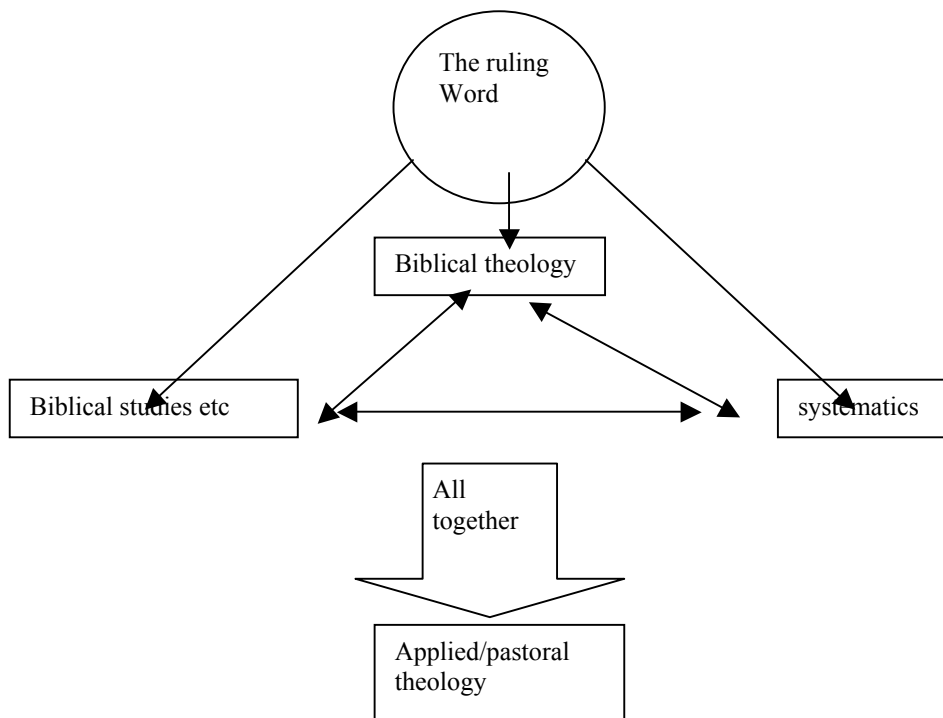 The ruling
Word
Biblical theology
Biblical studies etc
systematics
All
together
Applied/pastoral
theology